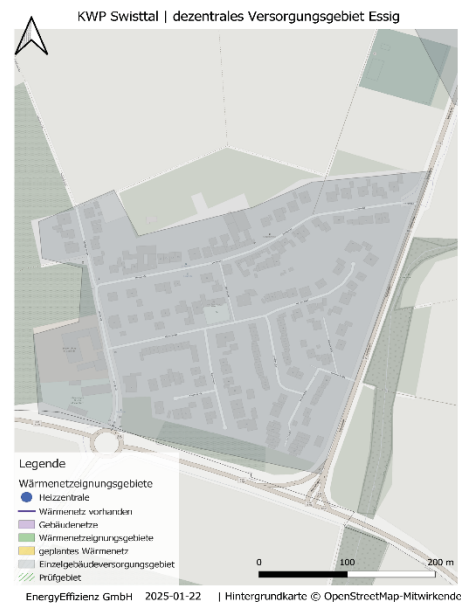 KWP Swisttal | dezentrales Versorgungsgebiet Essig
Legende
Wärmenetzeignungsgebiete
Heizzentrale
Wärmenetz vorhanden
Gebäudenetze
Wärmenetzeignungsgebiete
geplantes Wärmenetz
Einzelgebäudeversorgungsgebiet
Prüfgebiet
0 100 200 m
EnergyEffizienz GmbH 2025-01-22 | Hintergrundkarte © OpenStreetMap-Mitwirkende